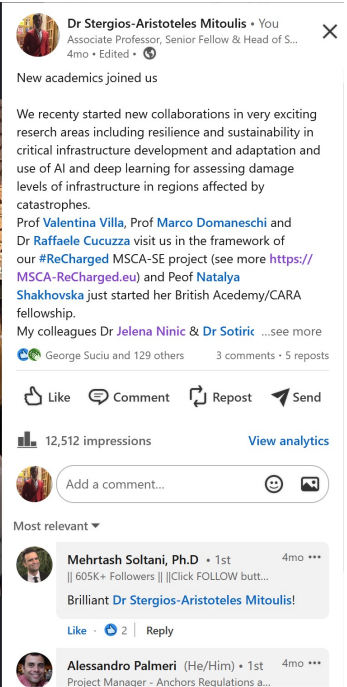 Dr Stergios-Aristoteles Mitoulis • You
Associate Professor, Senior Fellow & Head of S...
4mo • Edited •
New academics joined us
We recenty started new collaborations in very exciting
reserch areas including resilience and sustainability in
critical infrastructure development and adaptation and
use of AI and deep learning for assessing damage
levels of infrastructure in regions affected by
catastrophes.
Prof Valentina Villa, Prof Marco Domaneschi and
Dr Raffaele Cucuzza visit us in the framework of
our #ReCharged MSCA-SE project (see more https://
MSCA-ReCharged.eu) and Peof Natalya
Shakhovska just started her British Acedemy/CARA
fellowship.
My colleagues Dr Jelena Ninic & Dr Sotiric ...see more
George Suciu and 129 others 3 comments • 5 reposts
Like Comment Repost Send
12,512 impressions View analytics
Add a comment...
Most relevant
Mehrtash Soltani, Ph.D • 1st 4mo •••
|| 605K+ Followers || ||Click FOLLOW butt...
Brilliant Dr Stergios-Aristoteles Mitoulis!
Like · 2 | Reply
Alessandro Palmeri (He/Him) • 1st 4mo •••
Project Manager - Anchors Regulations a...